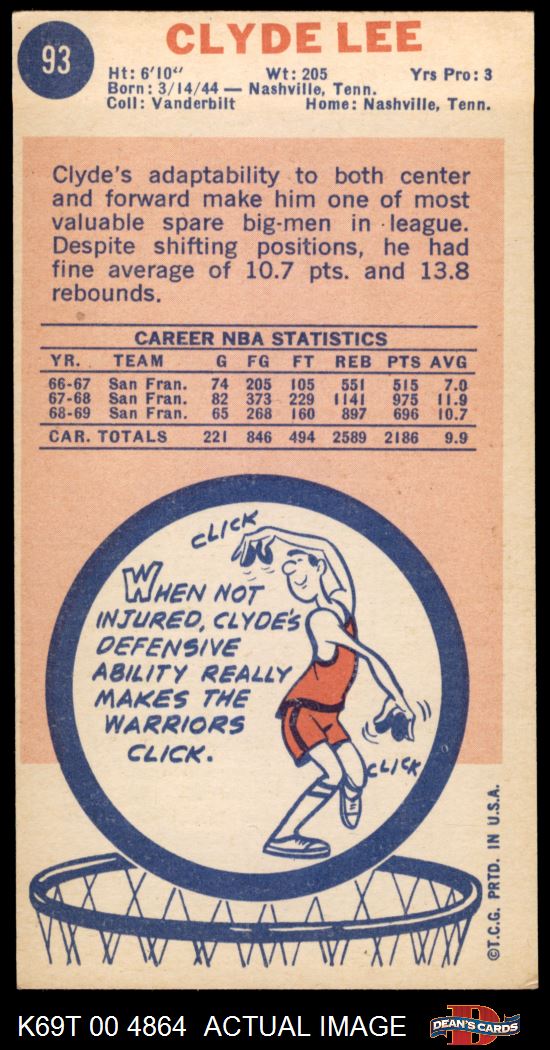 93
CLYDE LEE
Ht: 6'10" Wt: 205 Yrs Pro: 3
Born: 3/14/44 — Nashville, Tenn.
Coll: Vanderbilt Home: Nashville, Tenn.
Clyde's adaptability to both center
and forward make him one of most
valuable spare big-men in league.
Despite shifting positions, he had
fine average of 10.7 pts. and 13.8
rebounds.
CAREER NBA STATISTICS
YR. TEAM G FG FT REB PTS AVG
66-67 San Fran. 74 205 105 551 515 7.0
67-68 San Fran. 82 373 229 1141 975 11.9
68-69 San Fran. 65 268 160 897 696 10.7
CAR. TOTALS 221 846 494 2589 2186 9.9
CLICK
WHEN NOT
INJURED, CLYDE'S
DEFENSIVE
ABILITY REALLY
MAKES THE
WARRIORS
CLICK.
CLICK
©T.C.G. PRTD. IN U.S.A.
K69T 00 4864 ACTUAL IMAGE
D
DEAN'S CARDS